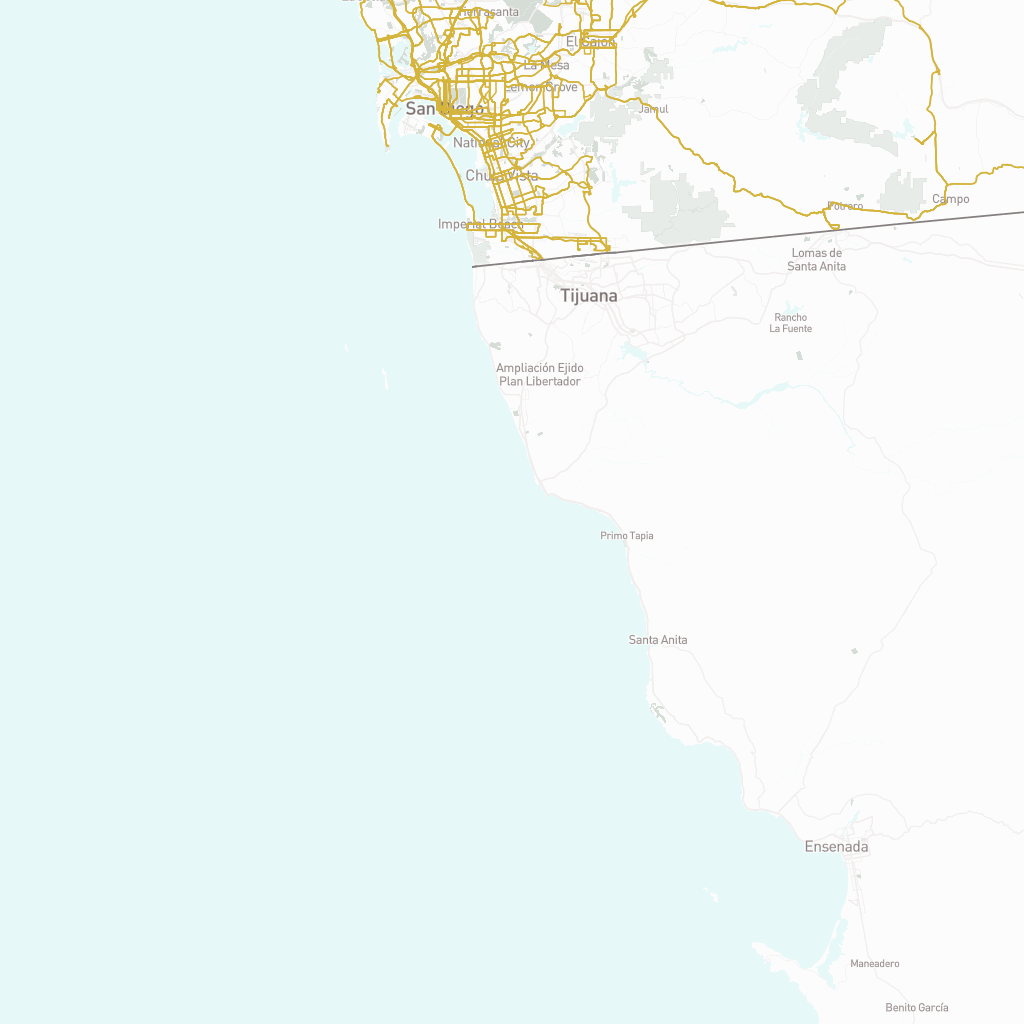 Tierrasanta
El Cajon
La Mesa
Lemon Grove
San Diego
Jamul
National City
Chula Vista
Campo
Potrero
Imperial Beach
Lomas de
Santa Anita
Tijuana
Rancho
La Fuente
Ampliación Ejido
Plan Libertador
Primo Tapia
Santa Anita
Ensenada
Maneadero
Benito García